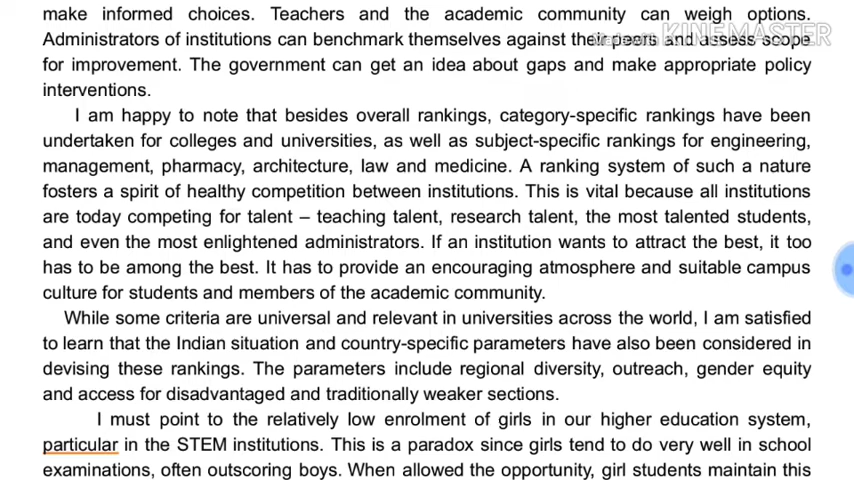 make informed choices. Teachers and the academic community can weigh options.
Administrators of institutions can benchmark themselves against their peers and assess scope
for improvement. The government can get an idea about gaps and make appropriate policy
interventions.
I am happy to note that besides overall rankings, category-specific rankings have been
undertaken for colleges and universities, as well as subject-specific rankings for engineering,
management, pharmacy, architecture, law and medicine. A ranking system of such a nature
fosters a spirit of healthy competition between institutions. This is vital because all institutions
are today competing for talent – teaching talent, research talent, the most talented students,
and even the most enlightened administrators. If an institution wants to attract the best, it too
has to be among the best. It has to provide an encouraging atmosphere and suitable campus
culture for students and members of the academic community.
While some criteria are universal and relevant in universities across the world, I am satisfied
to learn that the Indian situation and country-specific parameters have also been considered in
devising these rankings. The parameters include regional diversity, outreach, gender equity
and access for disadvantaged and traditionally weaker sections.
I must point to the relatively low enrolment of girls in our higher education system,
particular in the STEM institutions. This is a paradox since girls tend to do very well in school
examinations, often outscoring boys. When allowed the opportunity, girl students maintain this
KINEMASTER